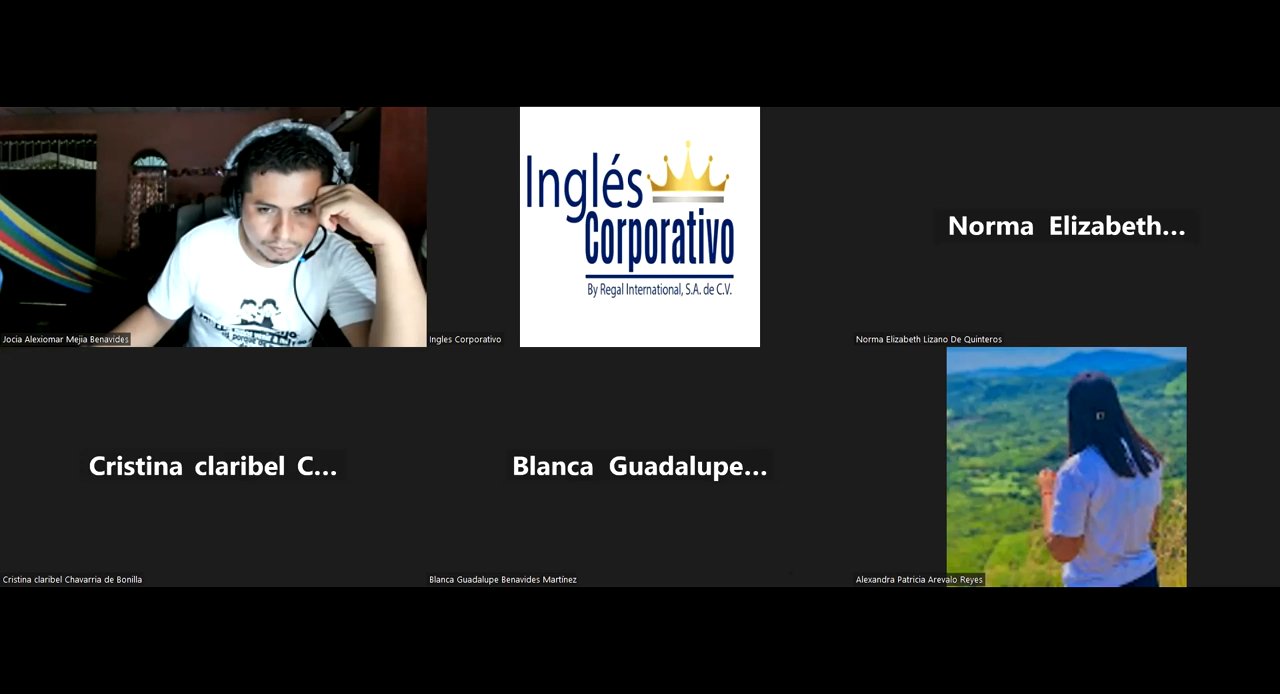 Jocia Alexiomar Mejia Benavides
Inglés
Corporativo
By Regal International, S.A. de C.V.
Ingles Corporativo
Norma Elizabeth...
Norma Elizabeth Lizano De Quinteros
Cristina claribel C...
Cristina claribel Chavarria de Bonilla
Blanca Guadalupe...
Blanca Guadalupe Benavides Martínez
Alexandra Patricia Arevalo Reyes